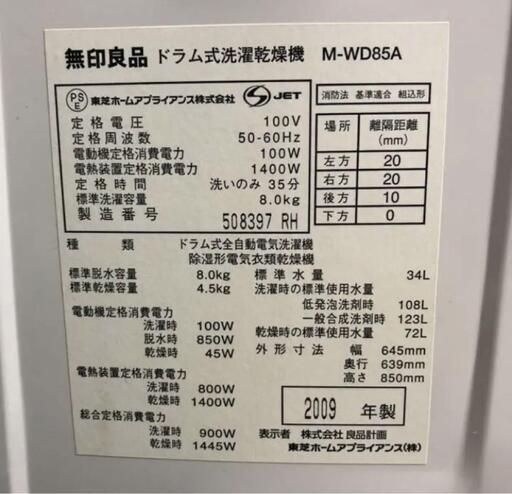 無印良品 ドラム式洗濯乾燥機 M-WD85A
PS E 東芝ホームアプライアンス株式会社 S JET
定格電圧 100V
定格周波数 50-60Hz
電動機定格消費電力 100W
電熱装置定格消費電力 1400W
定格時間 洗いのみ 35分
標準洗濯容量 8.0kg
製造番号 508397 RH
消防法 基準適合 組込形
場所 離隔距離(mm)
左方 20
右方 20
後方 10
下方 0
種類 ドラム式全自動電気洗濯機
除湿形電気衣類乾燥機
標準脱水容量 8.0kg
標準乾燥容量 4.5kg
電動機定格消費電力
洗濯時 100W
脱水時 850W
乾燥時 45W
電熱装置定格消費電力
洗濯時 800W
乾燥時 1400W
総合定格消費電力
洗濯時 900W
乾燥時 1445W
標準水量 34L
洗濯時の標準使用水量
低発泡洗剤時 108L
一般合成洗剤時 123L
乾燥時の標準使用水量 72L
外形寸法 幅 645mm
奥行 639mm
高さ 850mm
2009 年製
表示者 株式会社 良品計画
東芝ホームアプライアンス(株)